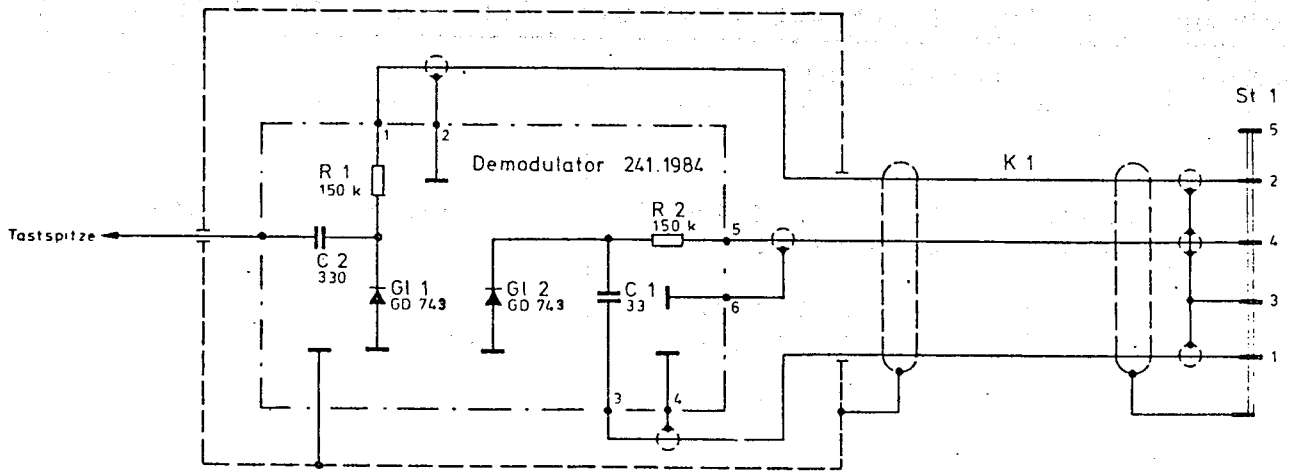 St 1
5
1
2
Demodulator 241.1984
K 1
R 1
150 k
2
R 2
150 k
Tastspitze
5
4
C 2
330
Gl 1
GD 743
Gl 2
GD 743
C 1
33
6
3
1
3
4